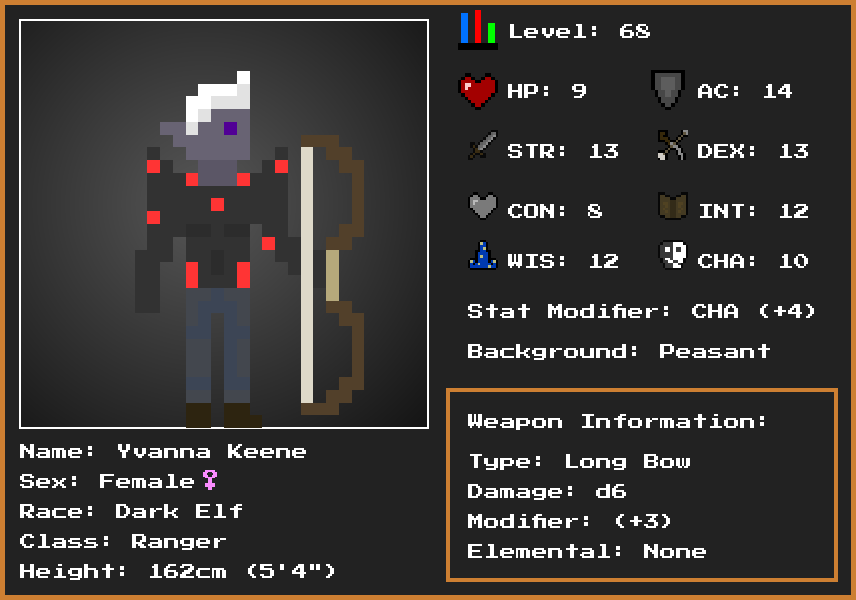 Level: 68
HP: 9
AC: 14
STR: 13
DEX: 13
CON: 8
INT: 12
WIS: 12
CHA: 10
Stat Modifier: CHA (+4)
Background: Peasant
Name: Yvanna Keene
Sex: Female♀
Race: Dark Elf
Class: Ranger
Height: 162cm (5'4")
Weapon Information:
Type: Long Bow
Damage: d6
Modifier: (+3)
Elemental: None